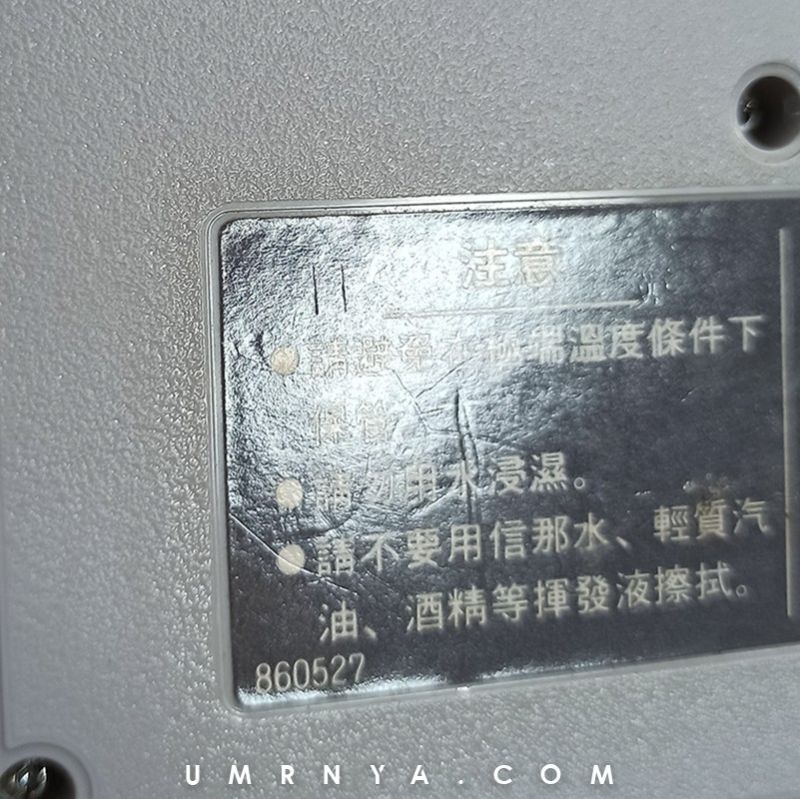 注意
●請避免在極端溫度條件下
保管。
●請勿用水浸濕。
●請不要用信那水、輕質汽
油、酒精等揮發液擦拭。
860527
UMRNYA.COM